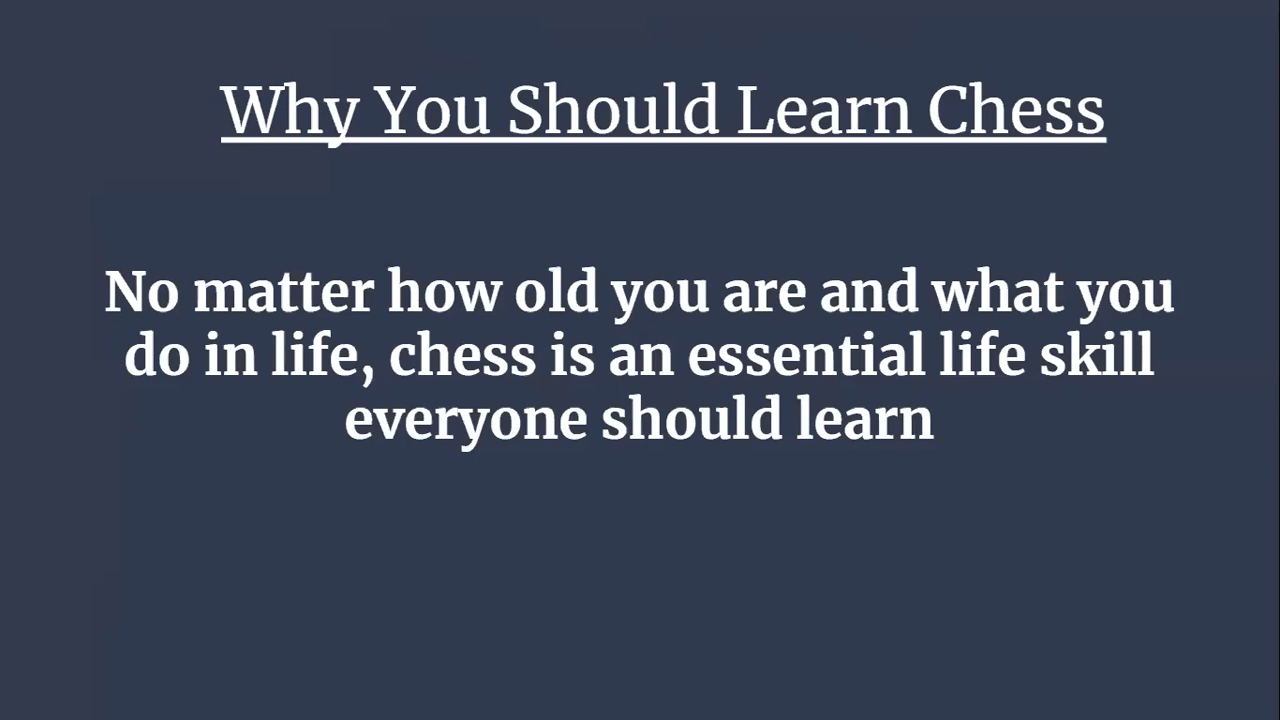 Why You Should Learn Chess
No matter how old you are and what you
do in life, chess is an essential life skill
everyone should learn